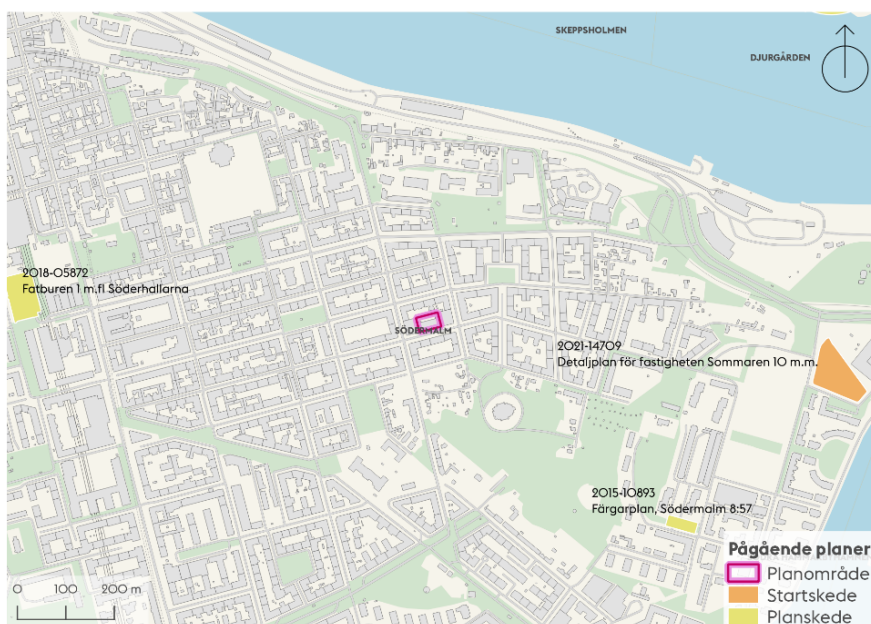 SKEPPSHOLMEN
DJURGÅRDEN
2018-05872
Fatburen 1 m.fl Söderhallarna
SÖDERMALM
2021-14709
Detaljplan för fastigheten Sommaren 10 m.m.
2015-10893
Färgarplan, Södermalm 8:57
Pågående planer
Planområde
Startskede
Planskede
0 100 200 m